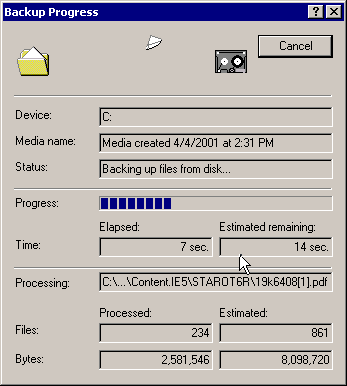 Backup Progress
Cancel
Device: C:
Media name: Media created 4/4/2001 at 2:31 PM
Status: Backing up files from disk...
Progress:
Elapsed: Estimated remaining:
Time: 7 sec. 14 sec.
Processing: C:\...\Content.IE5\STAROT6R\19k6408[1].pdf
Processed: Estimated:
Files: 234 861
Bytes: 2,581,546 8,098,720